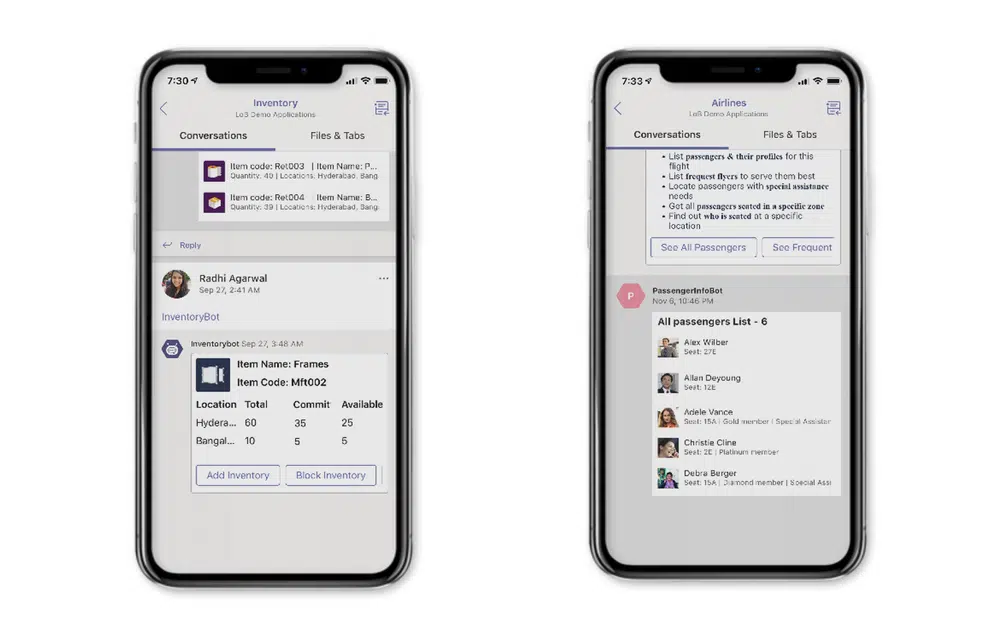 7:30
Inventory
LoB Demo Applications
Conversations Files & Tabs
Item code: Ret003 | Item Name: P...
Quantity: 40 | Locations: Hyderabad, Bang
Item code: Ret004 | Item Name: B...
Quantity: 39 | Locations: Hyderabad, Bang.
Reply
Radhi Agarwal
Sep 27, 2:41 AM
InventoryBot
Inventorybot Sep 27, 3:48 AM
Item Name: Frames
Item Code: Mft002
Location Total Commit Available
Hydera... 60 35 25
Bangal... 10 5 5
Add Inventory Block Inventory
7:33
Airlines
LoB Demo Applications
Conversations Files & Tabs
• List passengers & their profiles for this
flight
• List frequent flyers to serve them best
• Locate passengers with special assistance
needs
• Get all passengers seated in a specific zone
• Find out who is seated at a specific
location
See All Passengers See Frequent
P
PassengerInfoBot
Nov 6, 10:46 PM
All passengers List - 6
Alex Wilber
Seat: 27E
Allan Deyoung
Seat: 12E
Adele Vance
Seat: 15A | Gold member | Special Assistar
Christie Cline
Seat: 2E | Platinum member
Debra Berger
Seat: 15A | Diamond member | Special Assi